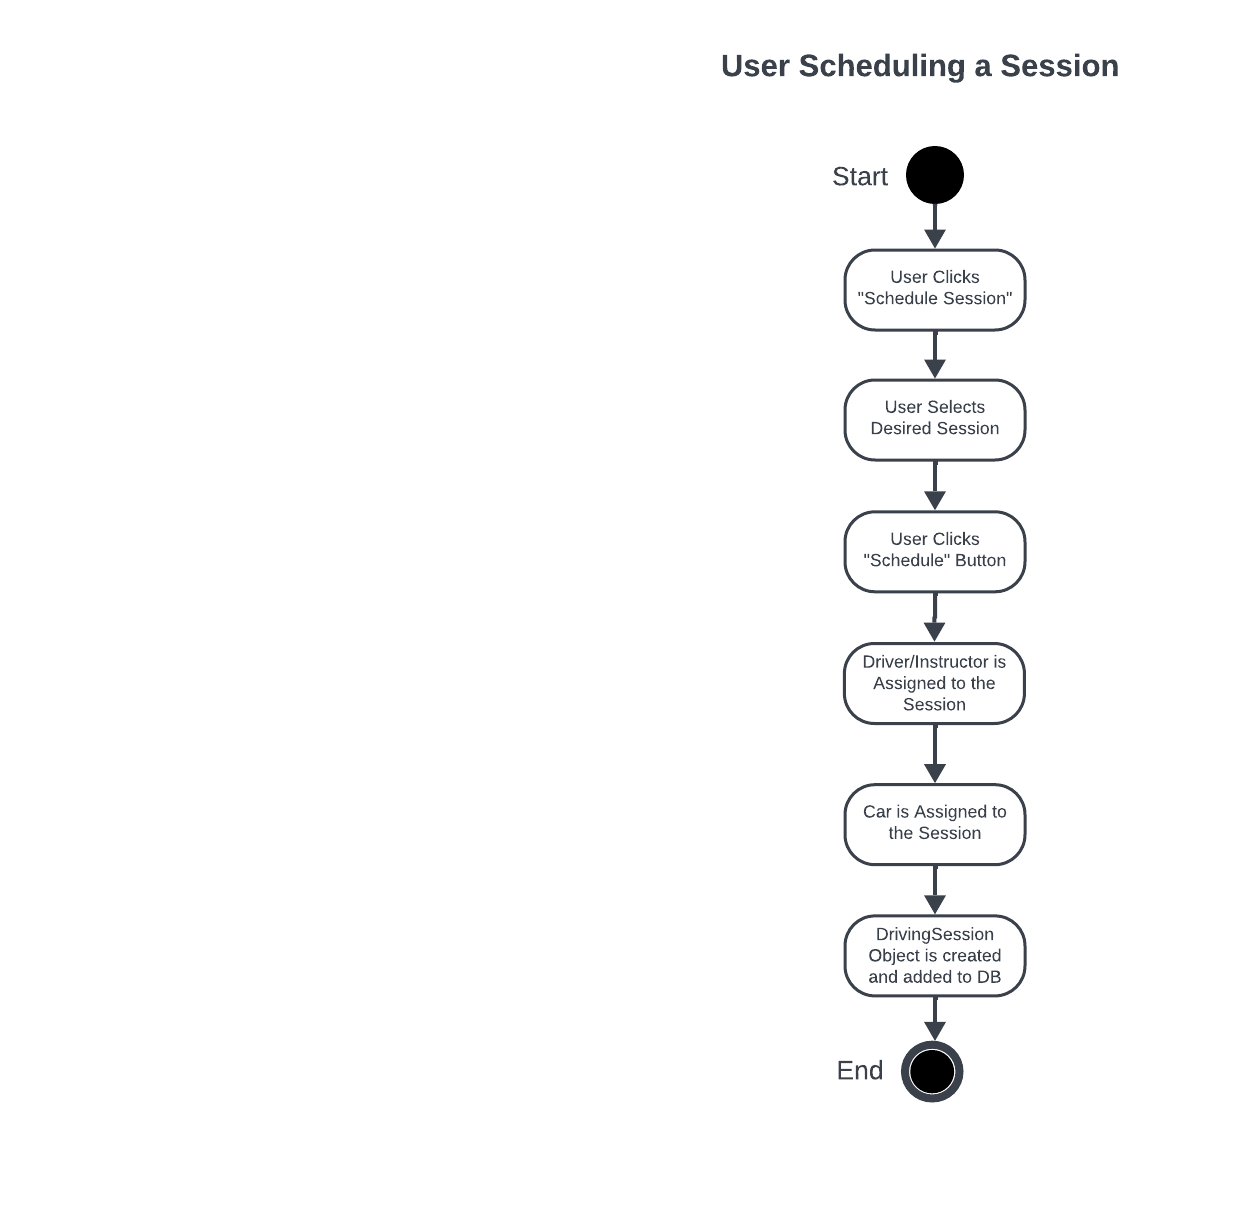 User Scheduling a Session
Start
User Clicks
"Schedule Session"
User Selects
Desired Session
User Clicks
"Schedule" Button
Driver/Instructor is
Assigned to the
Session
Car is Assigned to
the Session
DrivingSession
Object is created
and added to DB
End